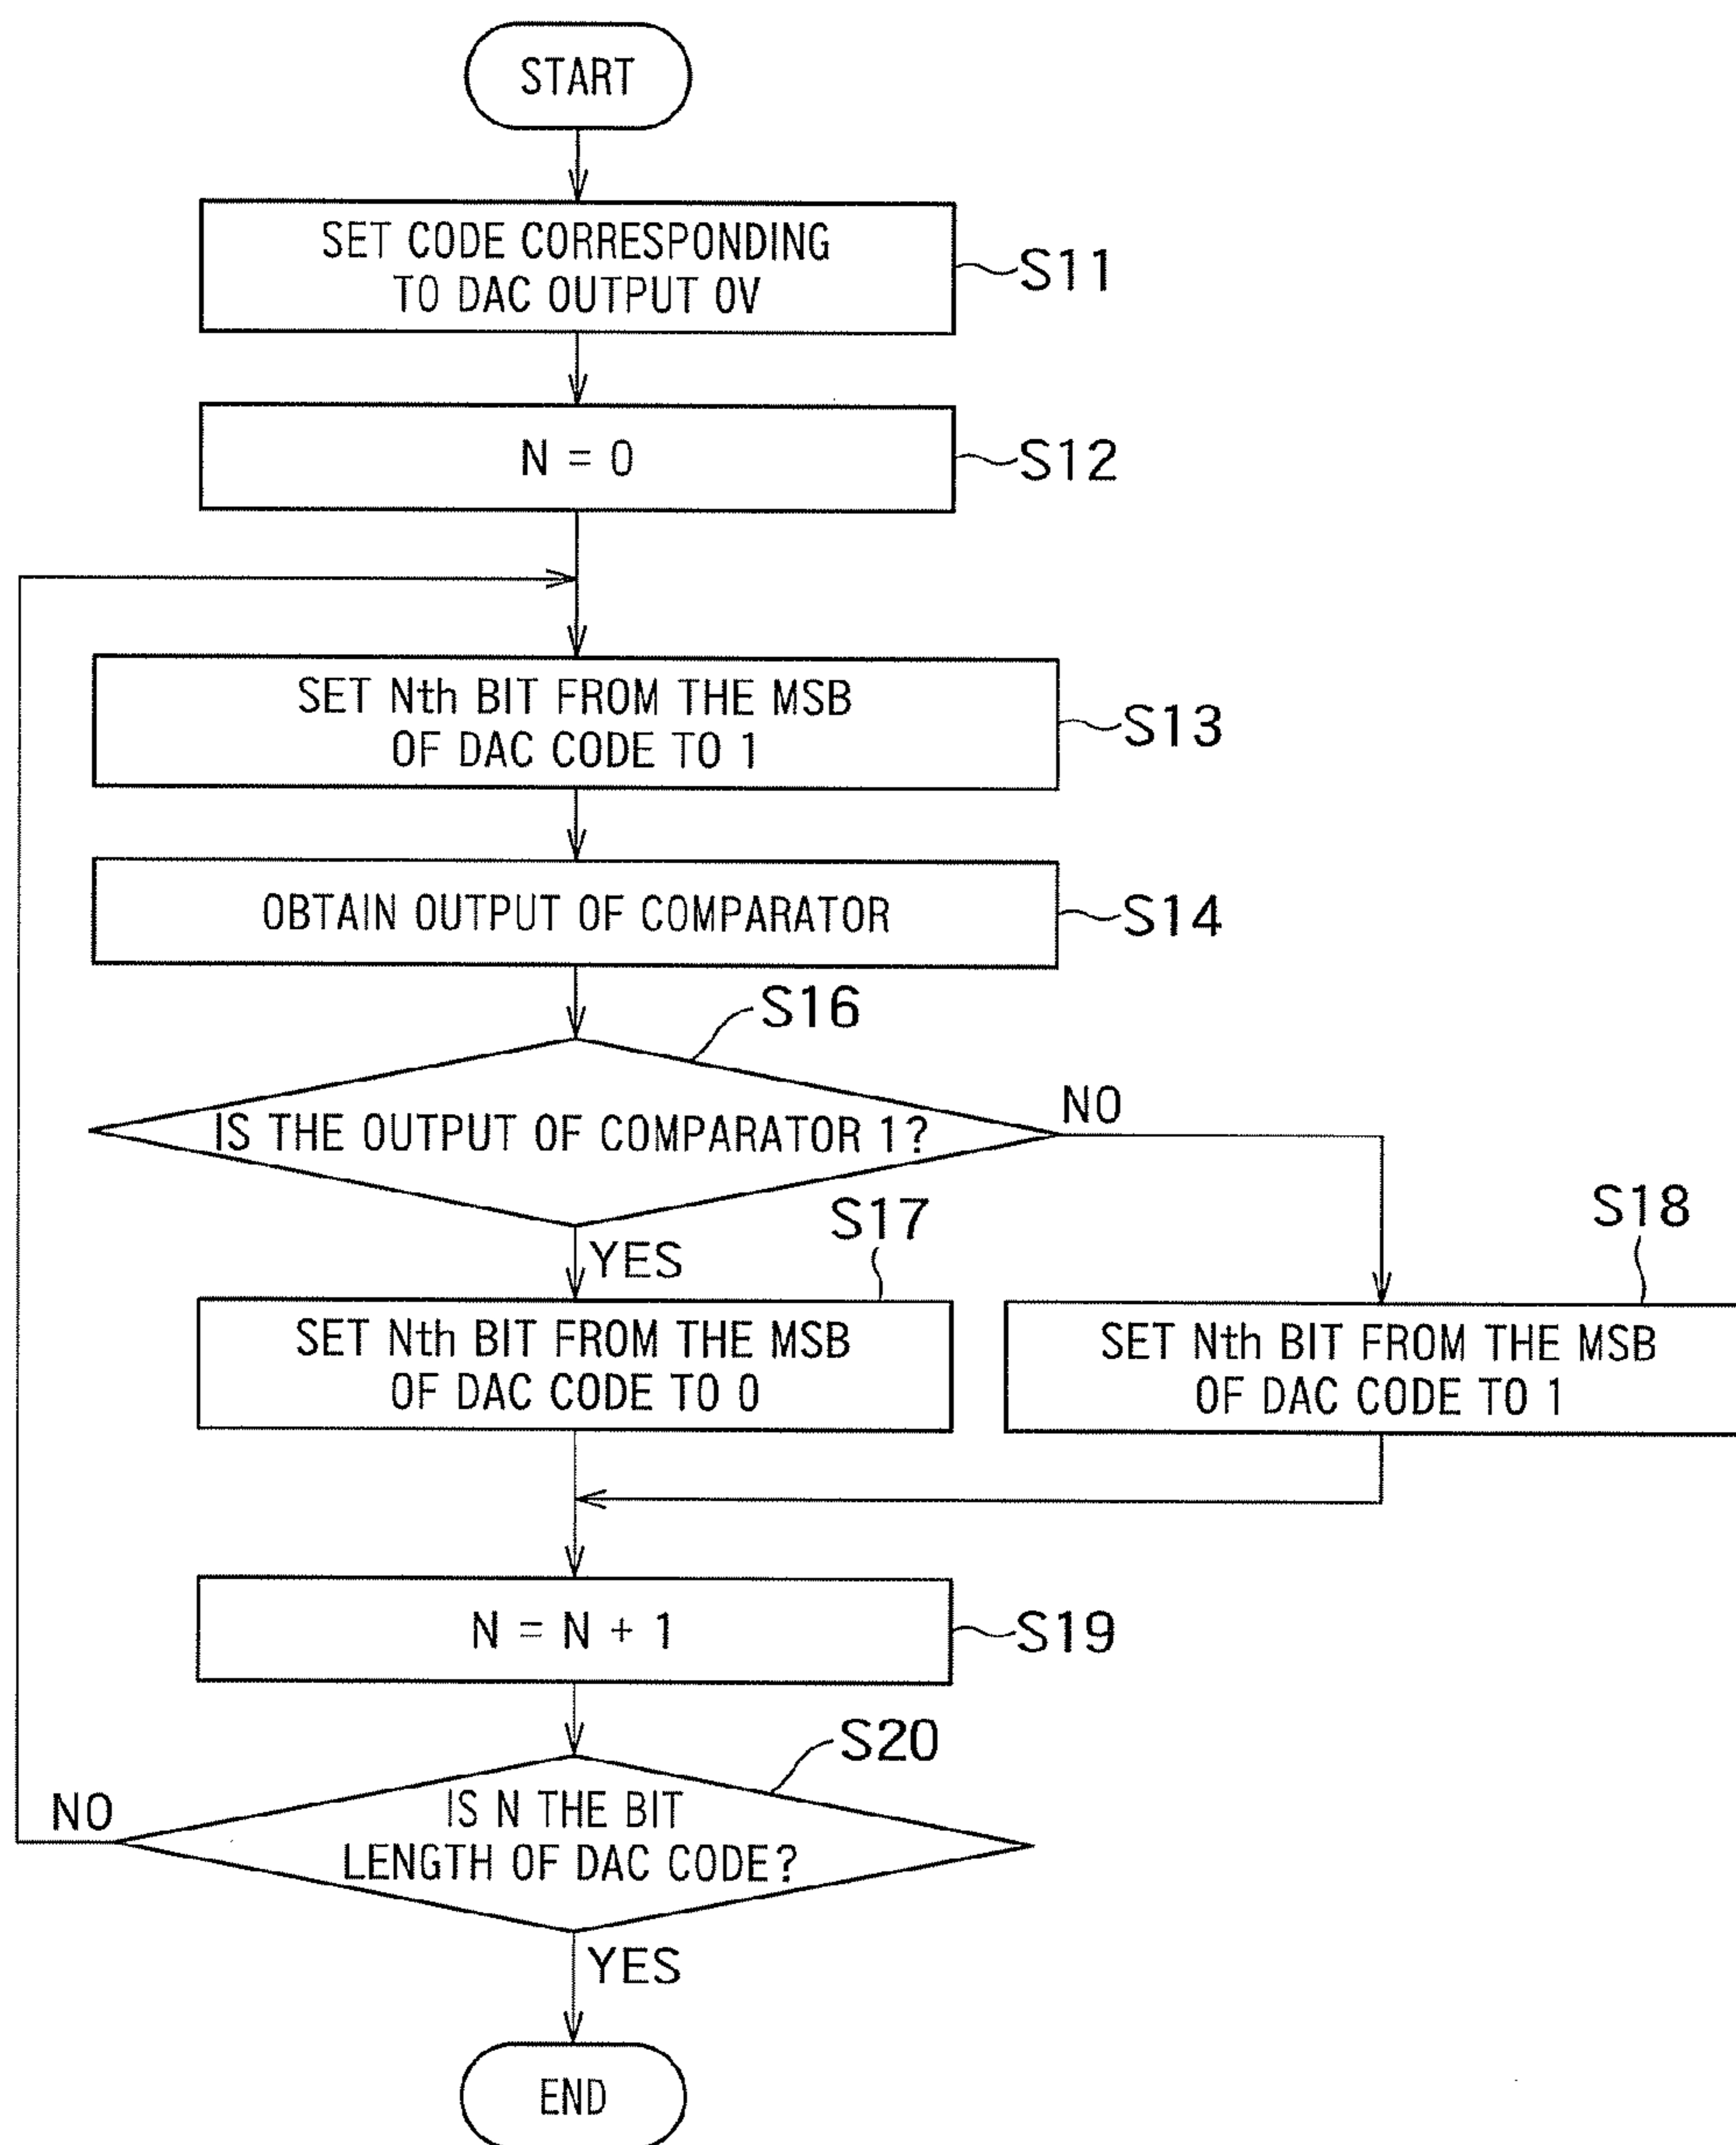 START
SET CODE CORRESPONDING
TO DAC OUTPUT 0V
S11
N = 0
S12
SET Nth BIT FROM THE MSB
OF DAC CODE TO 1
S13
OBTAIN OUTPUT OF COMPARATOR
S14
S16
IS THE OUTPUT OF COMPARATOR 1?
NO
YES
S17
SET Nth BIT FROM THE MSB
OF DAC CODE TO 0
S18
SET Nth BIT FROM THE MSB
OF DAC CODE TO 1
N = N + 1
S19
S20
IS N THE BIT
LENGTH OF DAC CODE?
NO
YES
END